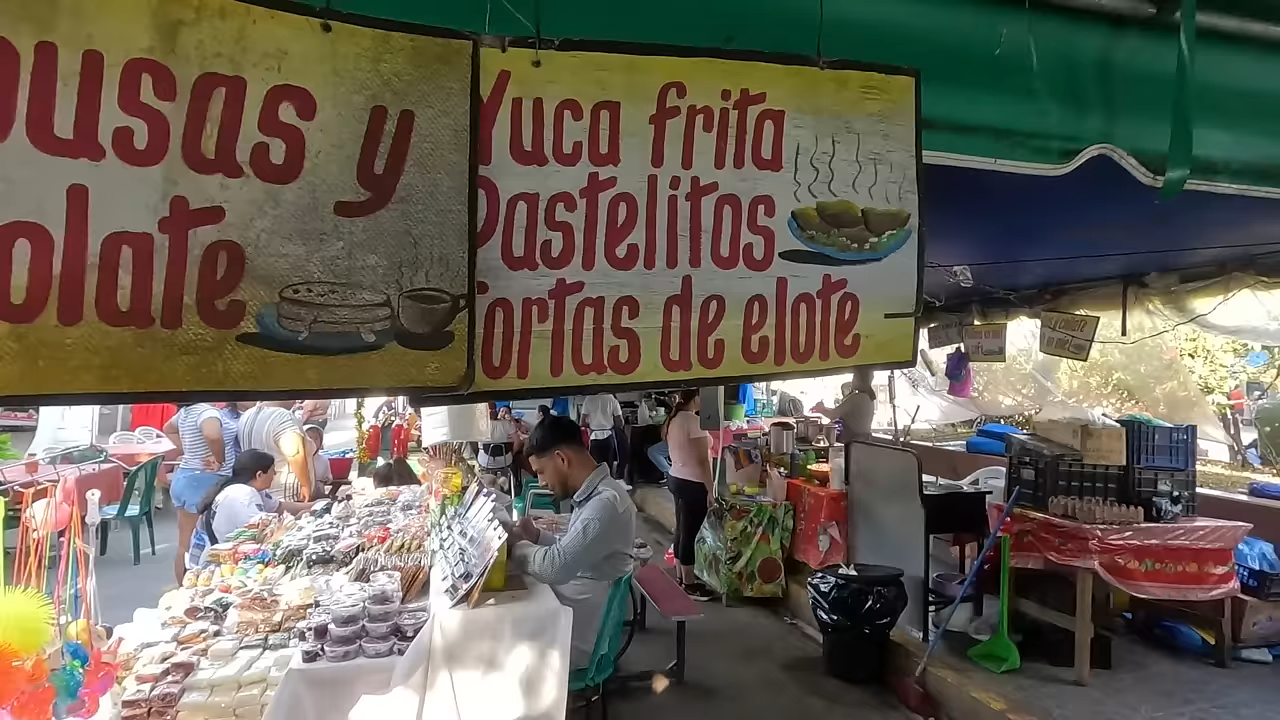 usas y
olate
Yuca frita
Pastelitos
Tortas de elote